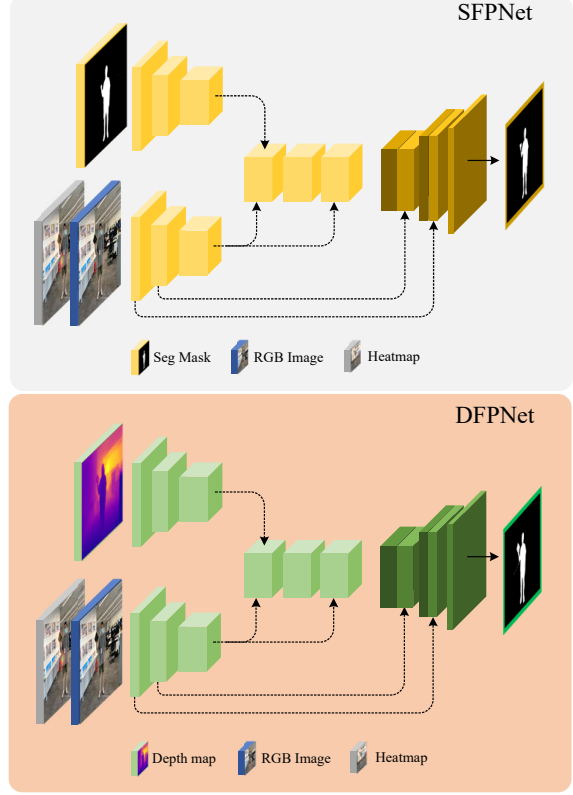 SFPNet
Seg Mask
RGB Image
Heatmap
DFPNet
Depth map
RGB Image
Heatmap